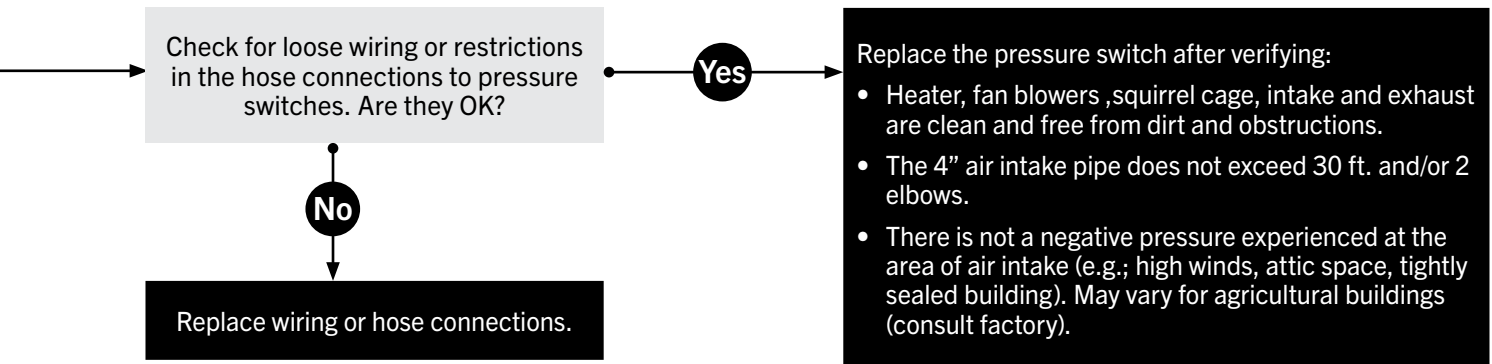 Check for loose wiring or restrictions
in the hose connections to pressure
switches. Are they OK?
Yes
Replace the pressure switch after verifying:
• Heater, fan blowers ,squirrel cage, intake and exhaust
are clean and free from dirt and obstructions.
• The 4” air intake pipe does not exceed 30 ft. and/or 2
elbows.
• There is not a negative pressure experienced at the
area of air intake (e.g.; high winds, attic space, tightly
sealed building). May vary for agricultural buildings
(consult factory).
No
Replace wiring or hose connections.